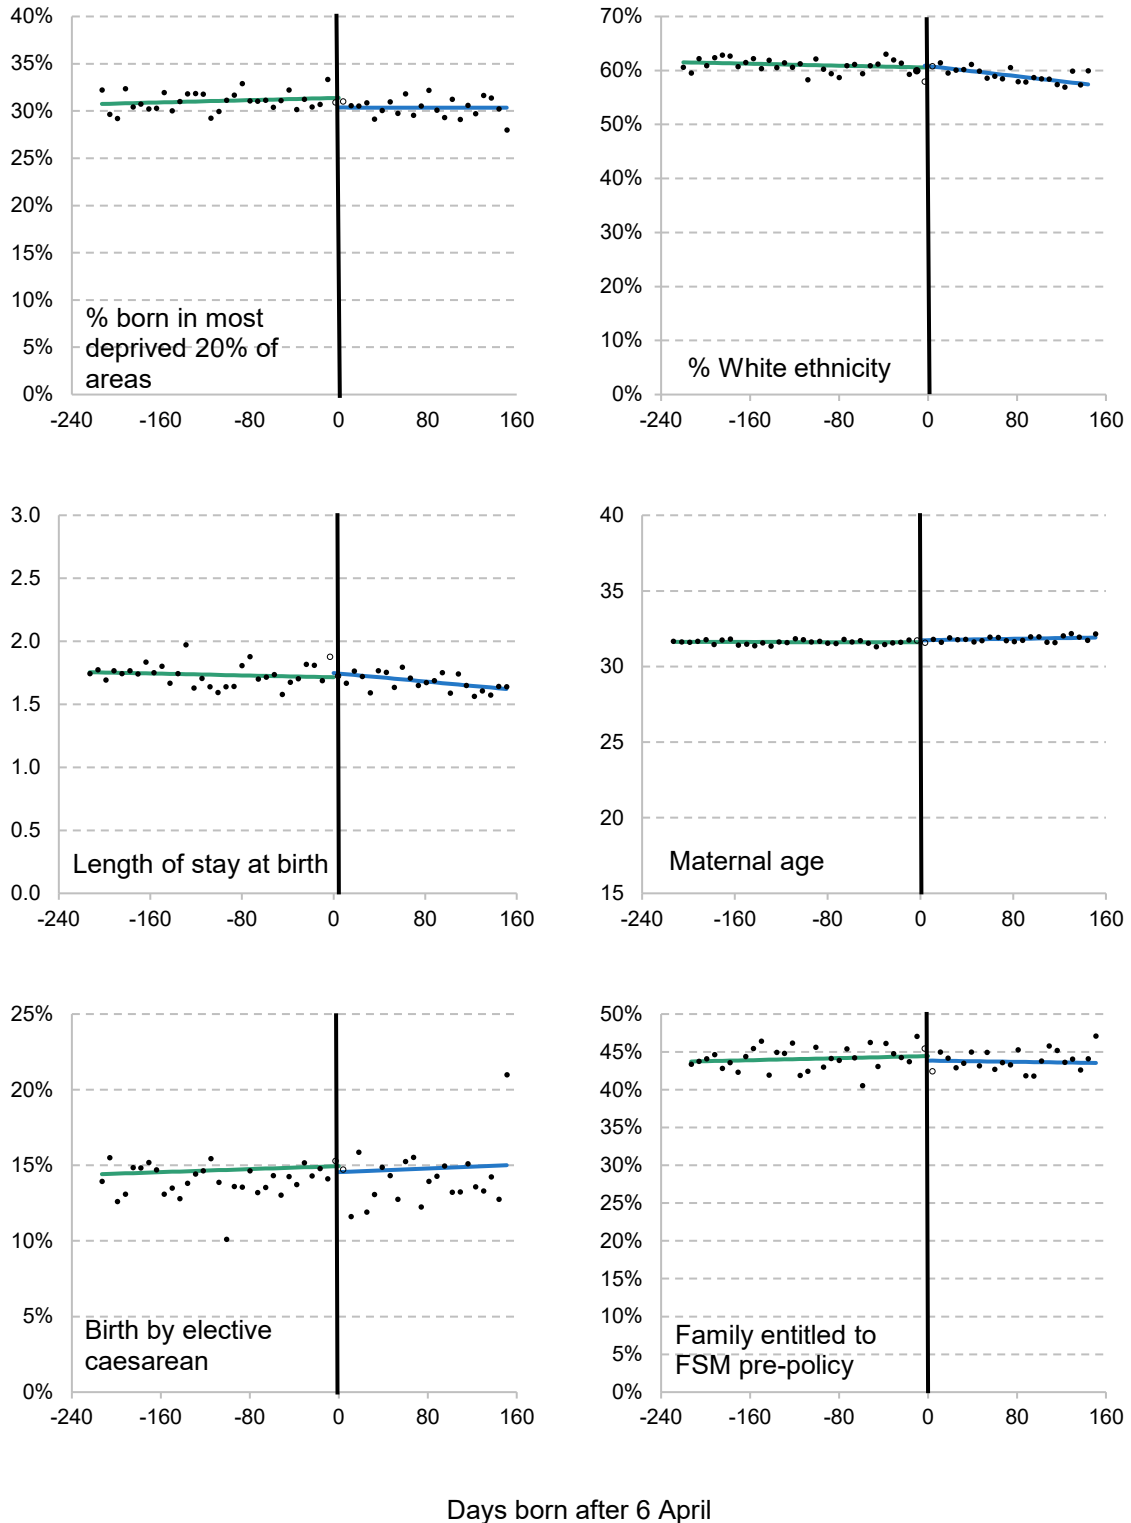 40%
35%
30%
25%
20%
15%
10%
5%
0%
% born in most
deprived 20% of
areas
-240 -160 -80 0 80 160
70%
60%
50%
40%
30%
20%
10%
0%
% White ethnicity
-240 -160 -80 0 80 160
3.0
2.5
2.0
1.5
1.0
0.5
0.0
Length of stay at birth
-240 -160 -80 0 80 160
40
35
30
25
20
15
Maternal age
-240 -160 -80 0 80 160
25%
20%
15%
10%
5%
0%
Birth by elective
caesarean
-240 -160 -80 0 80 160
50%
45%
40%
35%
30%
25%
20%
15%
10%
5%
0%
Family entitled to
FSM pre-policy
-240 -160 -80 0 80 160
Days born after 6 April